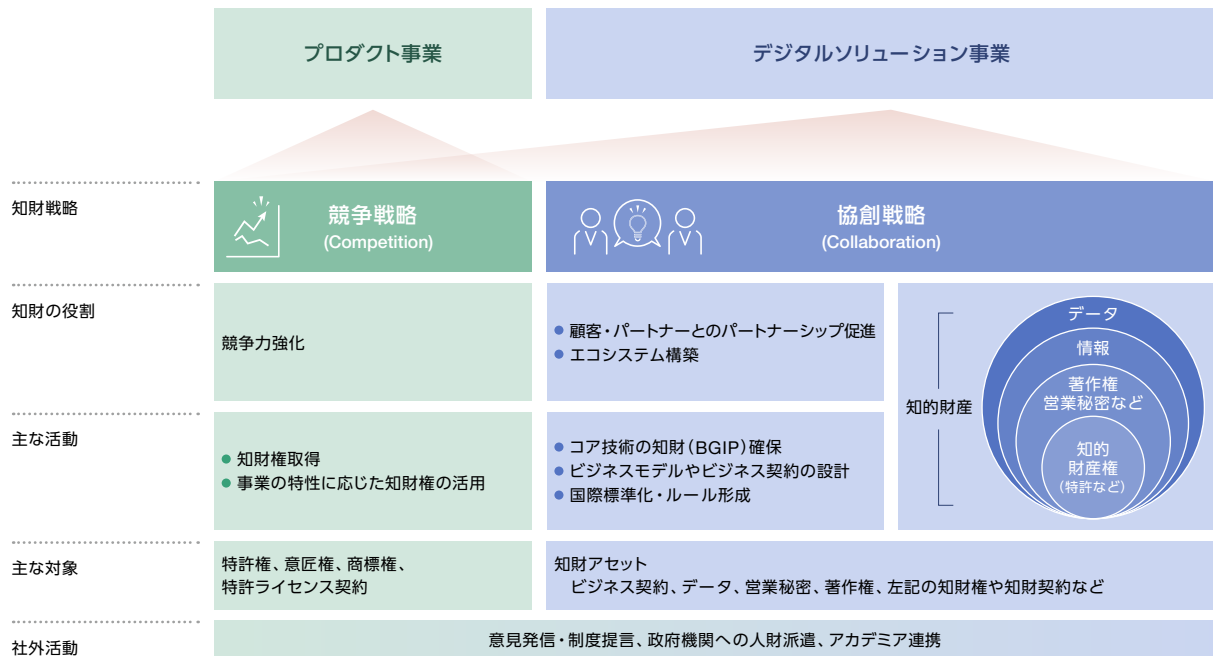 プロダクト事業
デジタルソリューション事業
知財戦略
競争戦略
(Competition)
協創戦略
(Collaboration)
知財の役割
競争力強化
● 顧客・パートナーとのパートナーシップ促進
● エコシステム構築
主な活動
● 知財権取得
● 事業の特性に応じた知財権の活用
● コア技術の知財(BGIP)確保
● ビジネスモデルやビジネス契約の設計
● 国際標準化・ルール形成
知的財産
データ
情報
著作権
営業秘密など
知的
財産権
(特許など)
主な対象
特許権、意匠権、商標権、
特許ライセンス契約
知財アセット
ビジネス契約、データ、営業秘密、著作権、左記の知財権や知財契約など
社外活動
意見発信・制度提言、政府機関への人財派遣、アカデミア連携